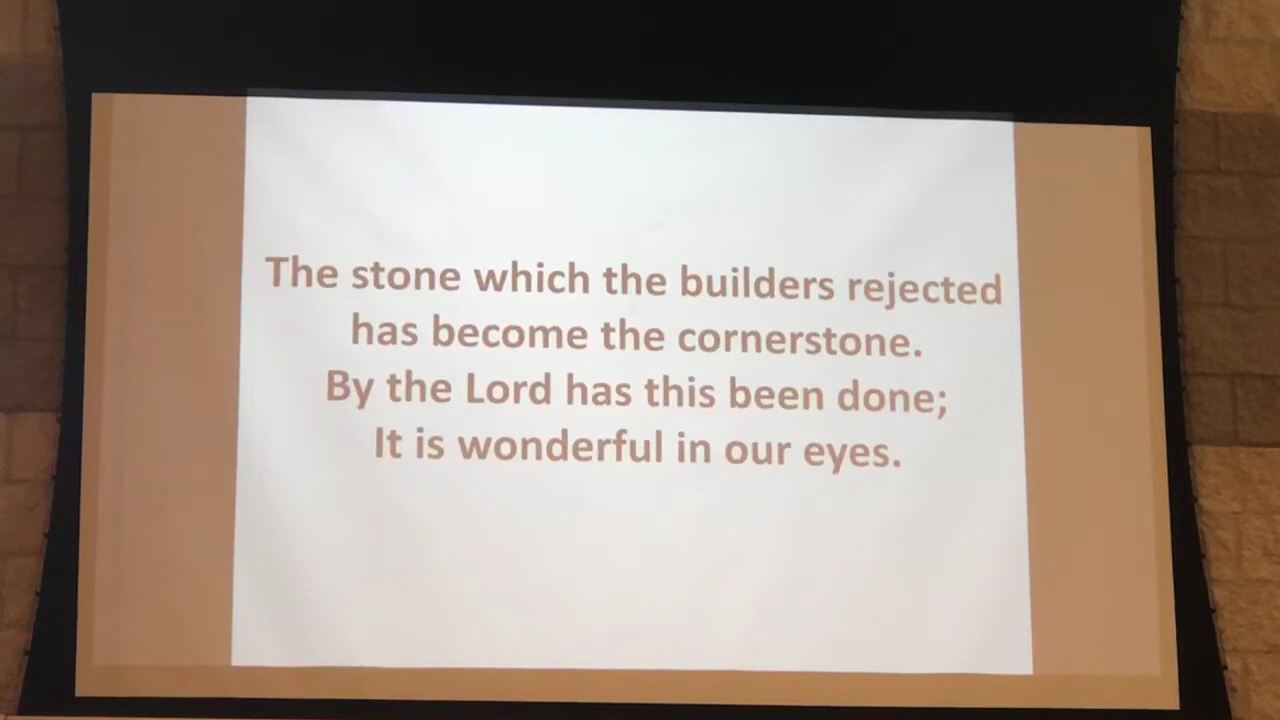 The stone which the builders rejected
has become the cornerstone.
By the Lord has this been done;
It is wonderful in our eyes.